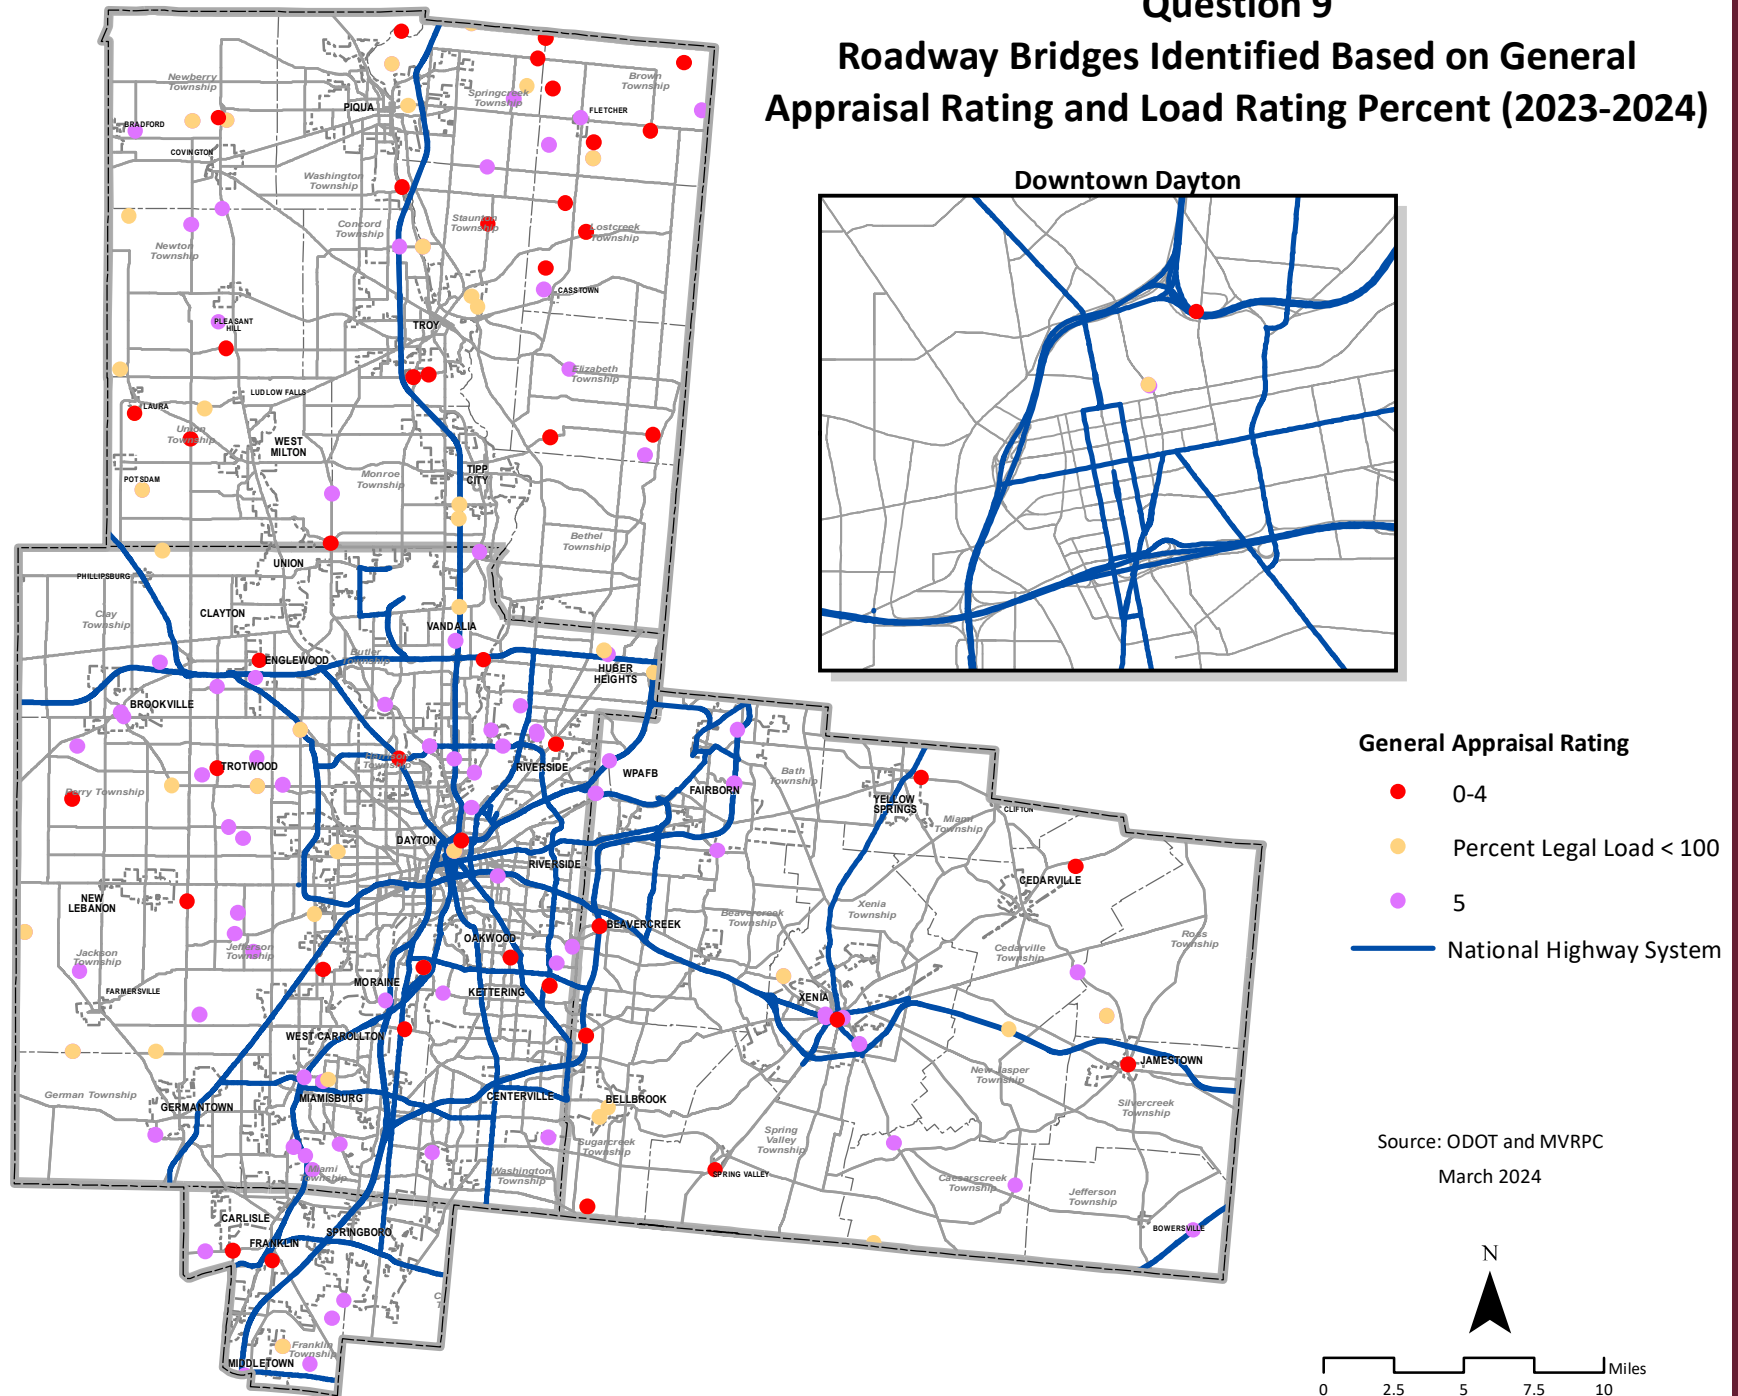 Question 9
Roadway Bridges Identified Based on General
Appraisal Rating and Load Rating Percent (2023-2024)
Downtown Dayton
Newberry
Township
PIQUA
Springcreek
Township
Brown
Township
FLETCHER
BRADFORD
COVINGTON
Washington
Township
Concord
Township
Staunton
Township
Lostcreek
Township
Newton
Township
CASSTOWN
PLEASANT
HILL
TROY
Elizabeth
Township
LUDLOW FALLS
LAURA
Union
Township
WEST
MILTON
Monroe
Township
TIPP
CITY
POTSDAM
Bethel
Township
UNION
PHILLIPSBURG
Clay
Township
CLAYTON
VANDALIA
Butler
Township
ENGLEWOOD
HUBER
HEIGHTS
BROOKVILLE
General Appraisal Rating
0-4
Percent Legal Load < 100
5
National Highway System
TROTWOOD
Harrison
Township
RIVERSIDE
WPAFB
Bath
Township
FAIRBORN
Perry Township
YELLOW
SPRINGS
CLIFTON
Miami
Township
DAYTON
RIVERSIDE
CEDARVILLE
NEW
LEBANON
Xenia
Township
Beavercreek
Township
BEAVERCREEK
OAKWOOD
Ross
Township
Cedarville
Township
Jackson
Township
Jefferson
Township
MORAINE
KETTERING
FARMERSVILLE
XENIA
WEST CARROLLTON
JAMESTOWN
New Jasper
Township
German Township
GERMANTOWN
MIAMISBURG
CENTERVILLE
BELLBROOK
Silvercreek
Township
Sugarcreek
Township
Spring
Valley
Township
Miami
Township
Washington
Township
SPRING VALLEY
Caesarscreek
Township
Jefferson
Township
CARLISLE
SPRINGBORO
FRANKLIN
BOWERSVILLE
C
T
Franklin
Township
MIDDLETOWN
Source: ODOT and MVRPC
March 2024
N
Miles
0 2.5 5 7.5 10